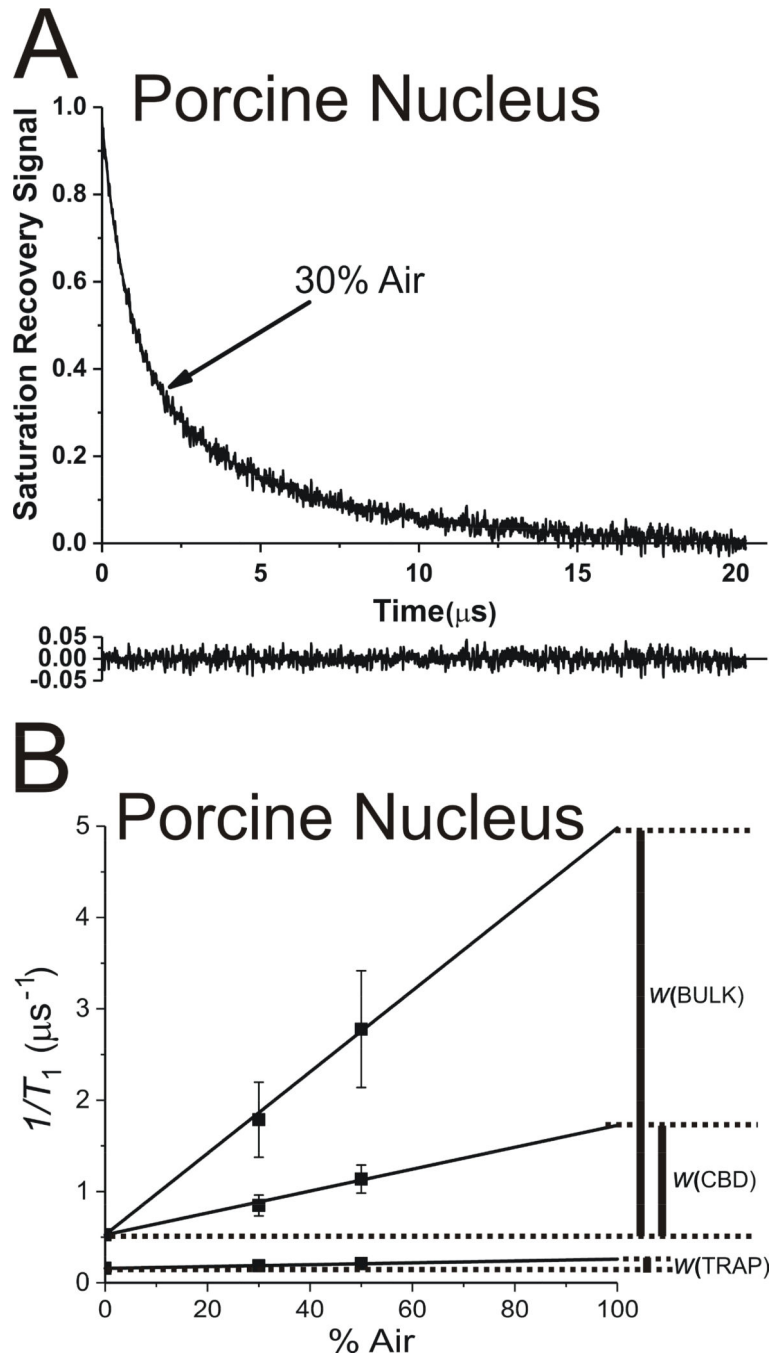 A
Porcine Nucleus
Saturation Recovery Signal
1.0
0.8
0.6
0.4
0.2
0.0
30% Air
0 5 10 15 20
Time(μs)
0.05
0.00
-0.05
B
Porcine Nucleus
1/T1 (μs-1)
5
4
3
2
1
0
W(BULK)
W(CBD)
W(TRAP)
0 20 40 60 80 100
% Air